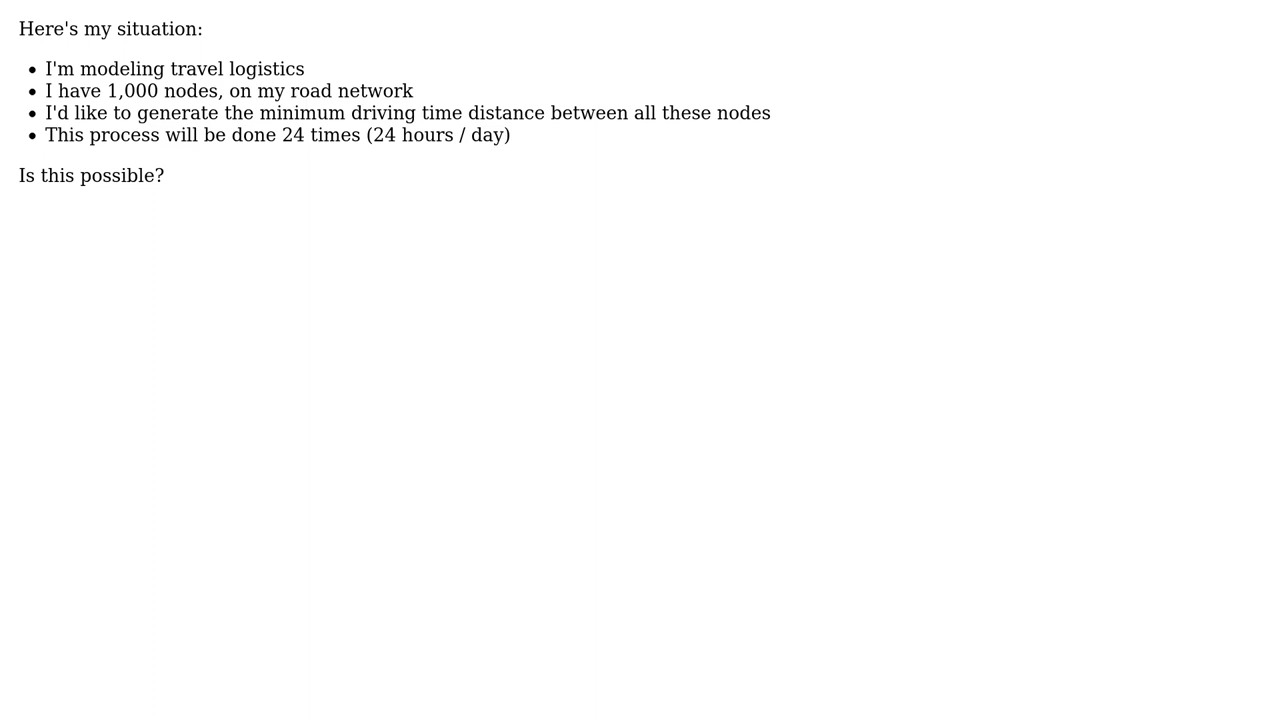 Here's my situation:
• I'm modeling travel logistics
• I have 1,000 nodes, on my road network
• I'd like to generate the minimum driving time distance between all these nodes
• This process will be done 24 times (24 hours / day)
Is this possible?